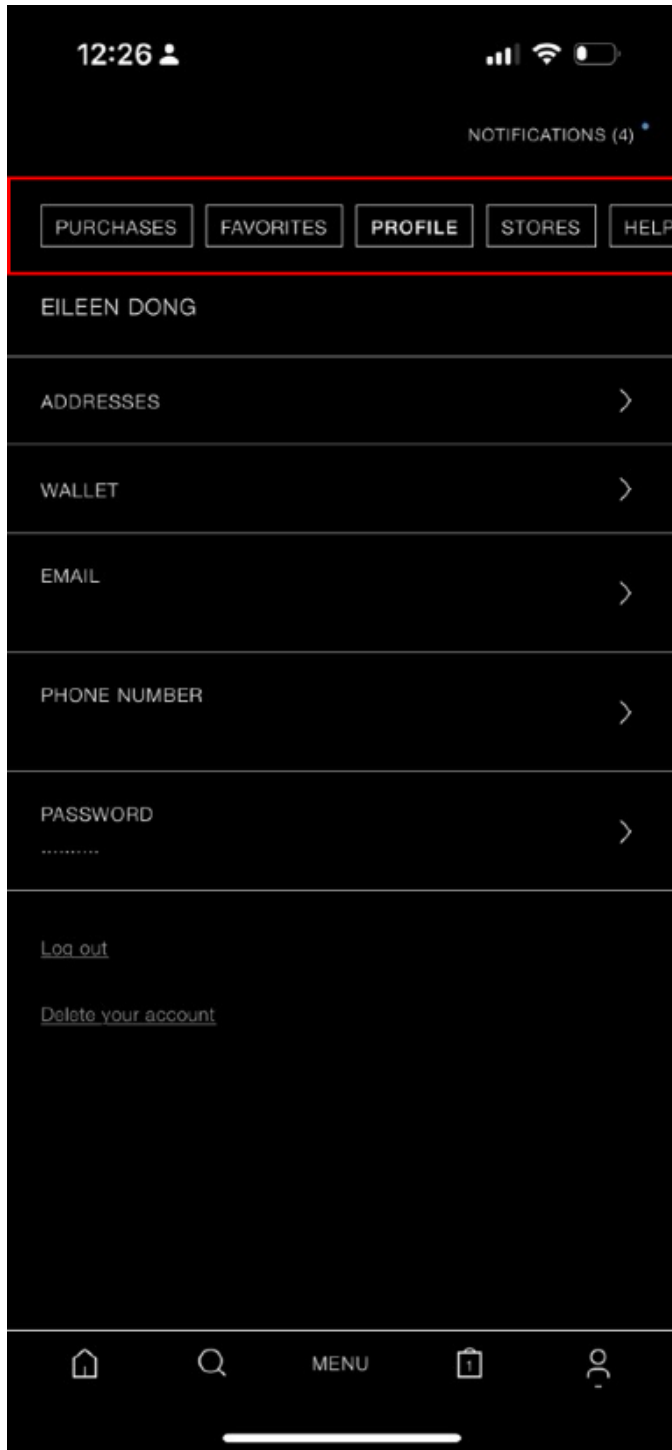 12:26
NOTIFICATIONS (4)
PURCHASES FAVORITES PROFILE STORES HELP
EILEEN DONG
ADDRESSES
WALLET
EMAIL
PHONE NUMBER
PASSWORD
..........
Log out
Delete your account
MENU 1